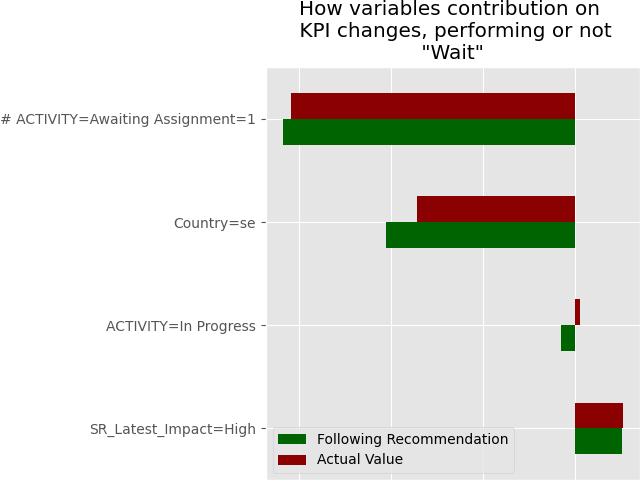 How variables contribution on
KPI changes, performing or not
"Wait"
# ACTIVITY=Awaiting Assignment=1
Country=se
ACTIVITY=In Progress
SR_Latest_Impact=High
Following Recommendation
Actual Value